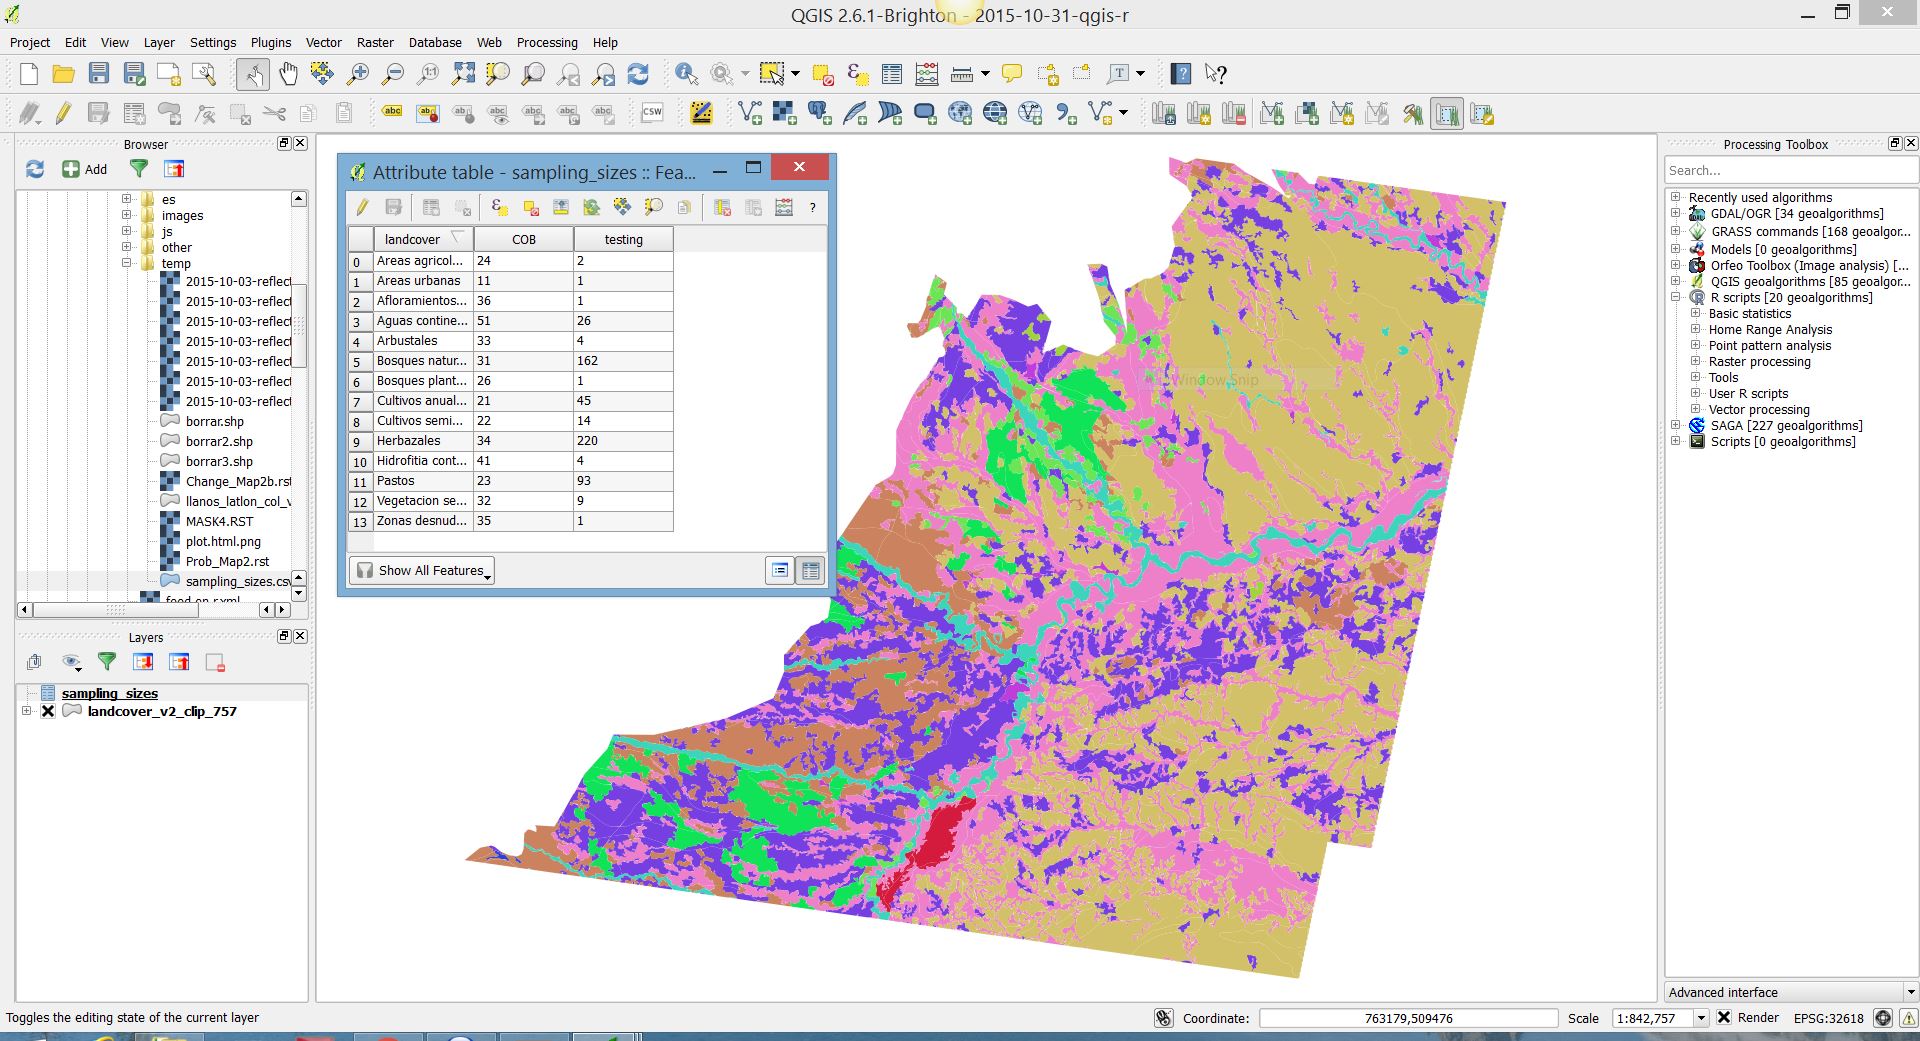 QGIS 2.6.1-Brighton - 2015-10-31-qgis-r
Project Edit View Layer Settings Plugins Vector Raster Database Web Processing Help
Browser
Add
es
images
js
other
temp
2015-10-03-reflect
2015-10-03-reflect
2015-10-03-reflect
2015-10-03-reflect
2015-10-03-reflect
2015-10-03-reflect
2015-10-03-reflect
borrar.shp
borrar2.shp
borrar3.shp
Change_Map2b.rst
llanos_latlon_col_v
MASK4.RST
plot.html.png
Prob_Map2.rst
sampling_sizes.csv
feed on r.xml
Layers
sampling_sizes
landcover_v2_clip_757
Attribute table - sampling_sizes :: Fea...
landcover COB testing
0 Areas agricol... 24 2
1 Areas urbanas 11 1
2 Afloramientos... 36 1
3 Aguas contine... 51 26
4 Arbustales 33 4
5 Bosques natur... 31 162
6 Bosques plant... 26 1
7 Cultivos anual... 21 45
8 Cultivos semi... 22 14
9 Herbazales 34 220
10 Hidrofitia cont... 41 4
11 Pastos 23 93
12 Vegetacion se... 32 9
13 Zonas desnud... 35 1
Show All Features
Window Snip
Processing Toolbox
Search...
Recently used algorithms
GDAL/OGR [34 geoalgorithms]
GRASS commands [168 geoalgor...
Models [0 geoalgorithms]
Orfeo Toolbox (Image analysis) [...
QGIS geoalgorithms [85 geoalgor...
R scripts [20 geoalgorithms]
Basic statistics
Home Range Analysis
Point pattern analysis
Raster processing
Tools
User R scripts
Vector processing
SAGA [227 geoalgorithms]
Scripts [0 geoalgorithms]
Advanced interface
Toggles the editing state of the current layer
Coordinate: 763179,509476 Scale 1:842,757 Render EPSG:32618